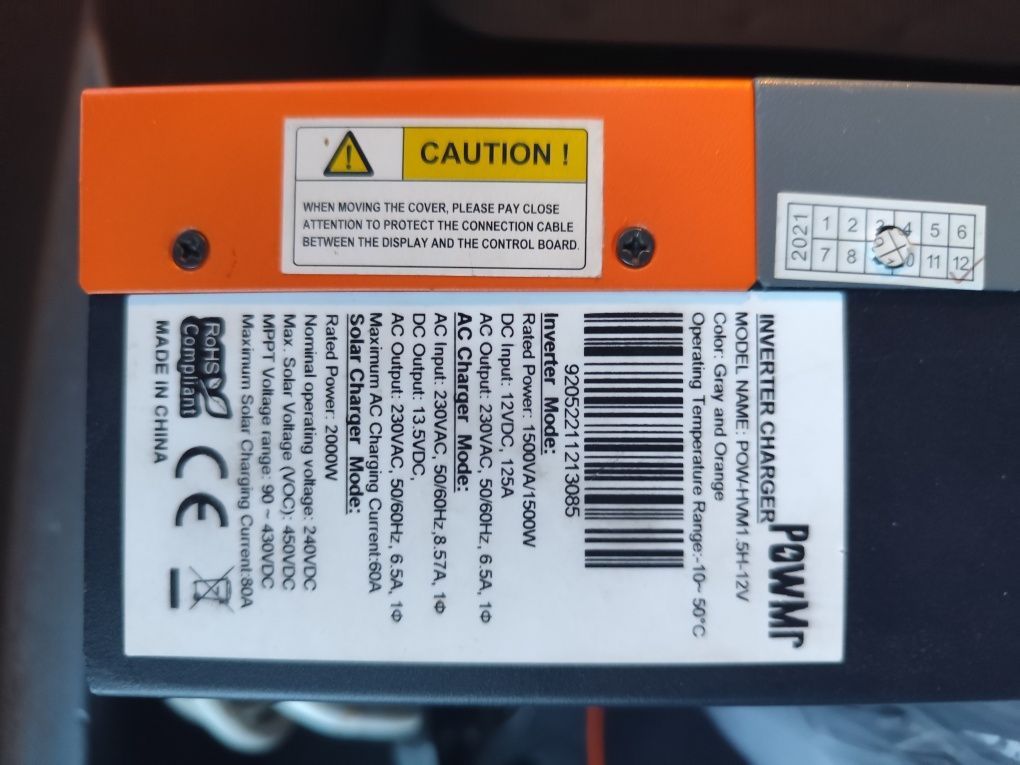 CAUTION !
WHEN MOVING THE COVER, PLEASE PAY CLOSE
ATTENTION TO PROTECT THE CONNECTION CABLE
BETWEEN THE DISPLAY AND THE CONTROL BOARD.
2021
1 2 3 4 5 6
7 8 11 12
PowMr
INVERTER CHARGER
MODEL NAME: POW-HVM1.5H-12V
Color: Gray and Orange
Operating Temperature Range:-10~ 50°C
92052211213085
Inverter Mode:
Rated Power: 1500VA/1500W
DC Input: 12VDC, 125A
AC Output: 230VAC, 50/60Hz, 6.5A, 1Φ
AC Charger Mode:
AC Input: 230VAC, 50/60Hz,8.57A, 1Φ
DC Output: 13.5VDC,
AC Output: 230VAC, 50/60Hz, 6.5A, 1Φ
Maximum AC Charging Current:60A
Solar Charger Mode:
Rated Power: 2000W
Nominal operating voltage: 240VDC
Max. Solar Voltage (VOC): 450VDC
MPPT Voltage range: 90 ~ 430VDC
Maximum Solar Charging Current:80A
RoHS
Compliant
CE
MADE IN CHINA